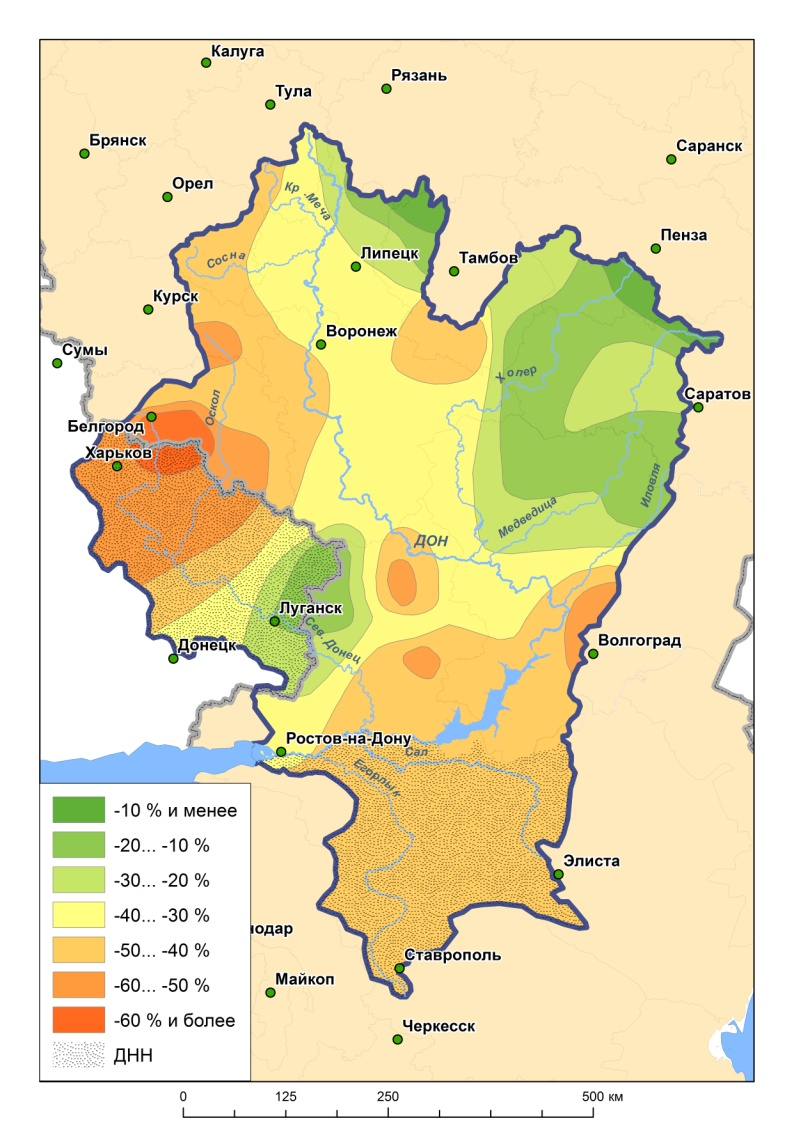 Калуга
Рязань
Тула
Брянск
Саранск
Орел
Кр. Меча
Пенза
Сосна
Липецк
Тамбов
Курск
Воронеж
Сумы
Хопер
Саратов
Оскол
Белгород
Харьков
Иловля
Медведица
ДОН
Луганск
Сев. Донец
Донецк
Волгоград
Ростов-на-Дону
Сал
Егорлык
-10 % и менее
-20... -10 %
-30... -20 %
-40... -30 %
-50... -40 %
-60... -50 %
-60 % и более
ДНН
Элиста
нодар
Ставрополь
Майкоп
Черкесск
0 125 250 500 км